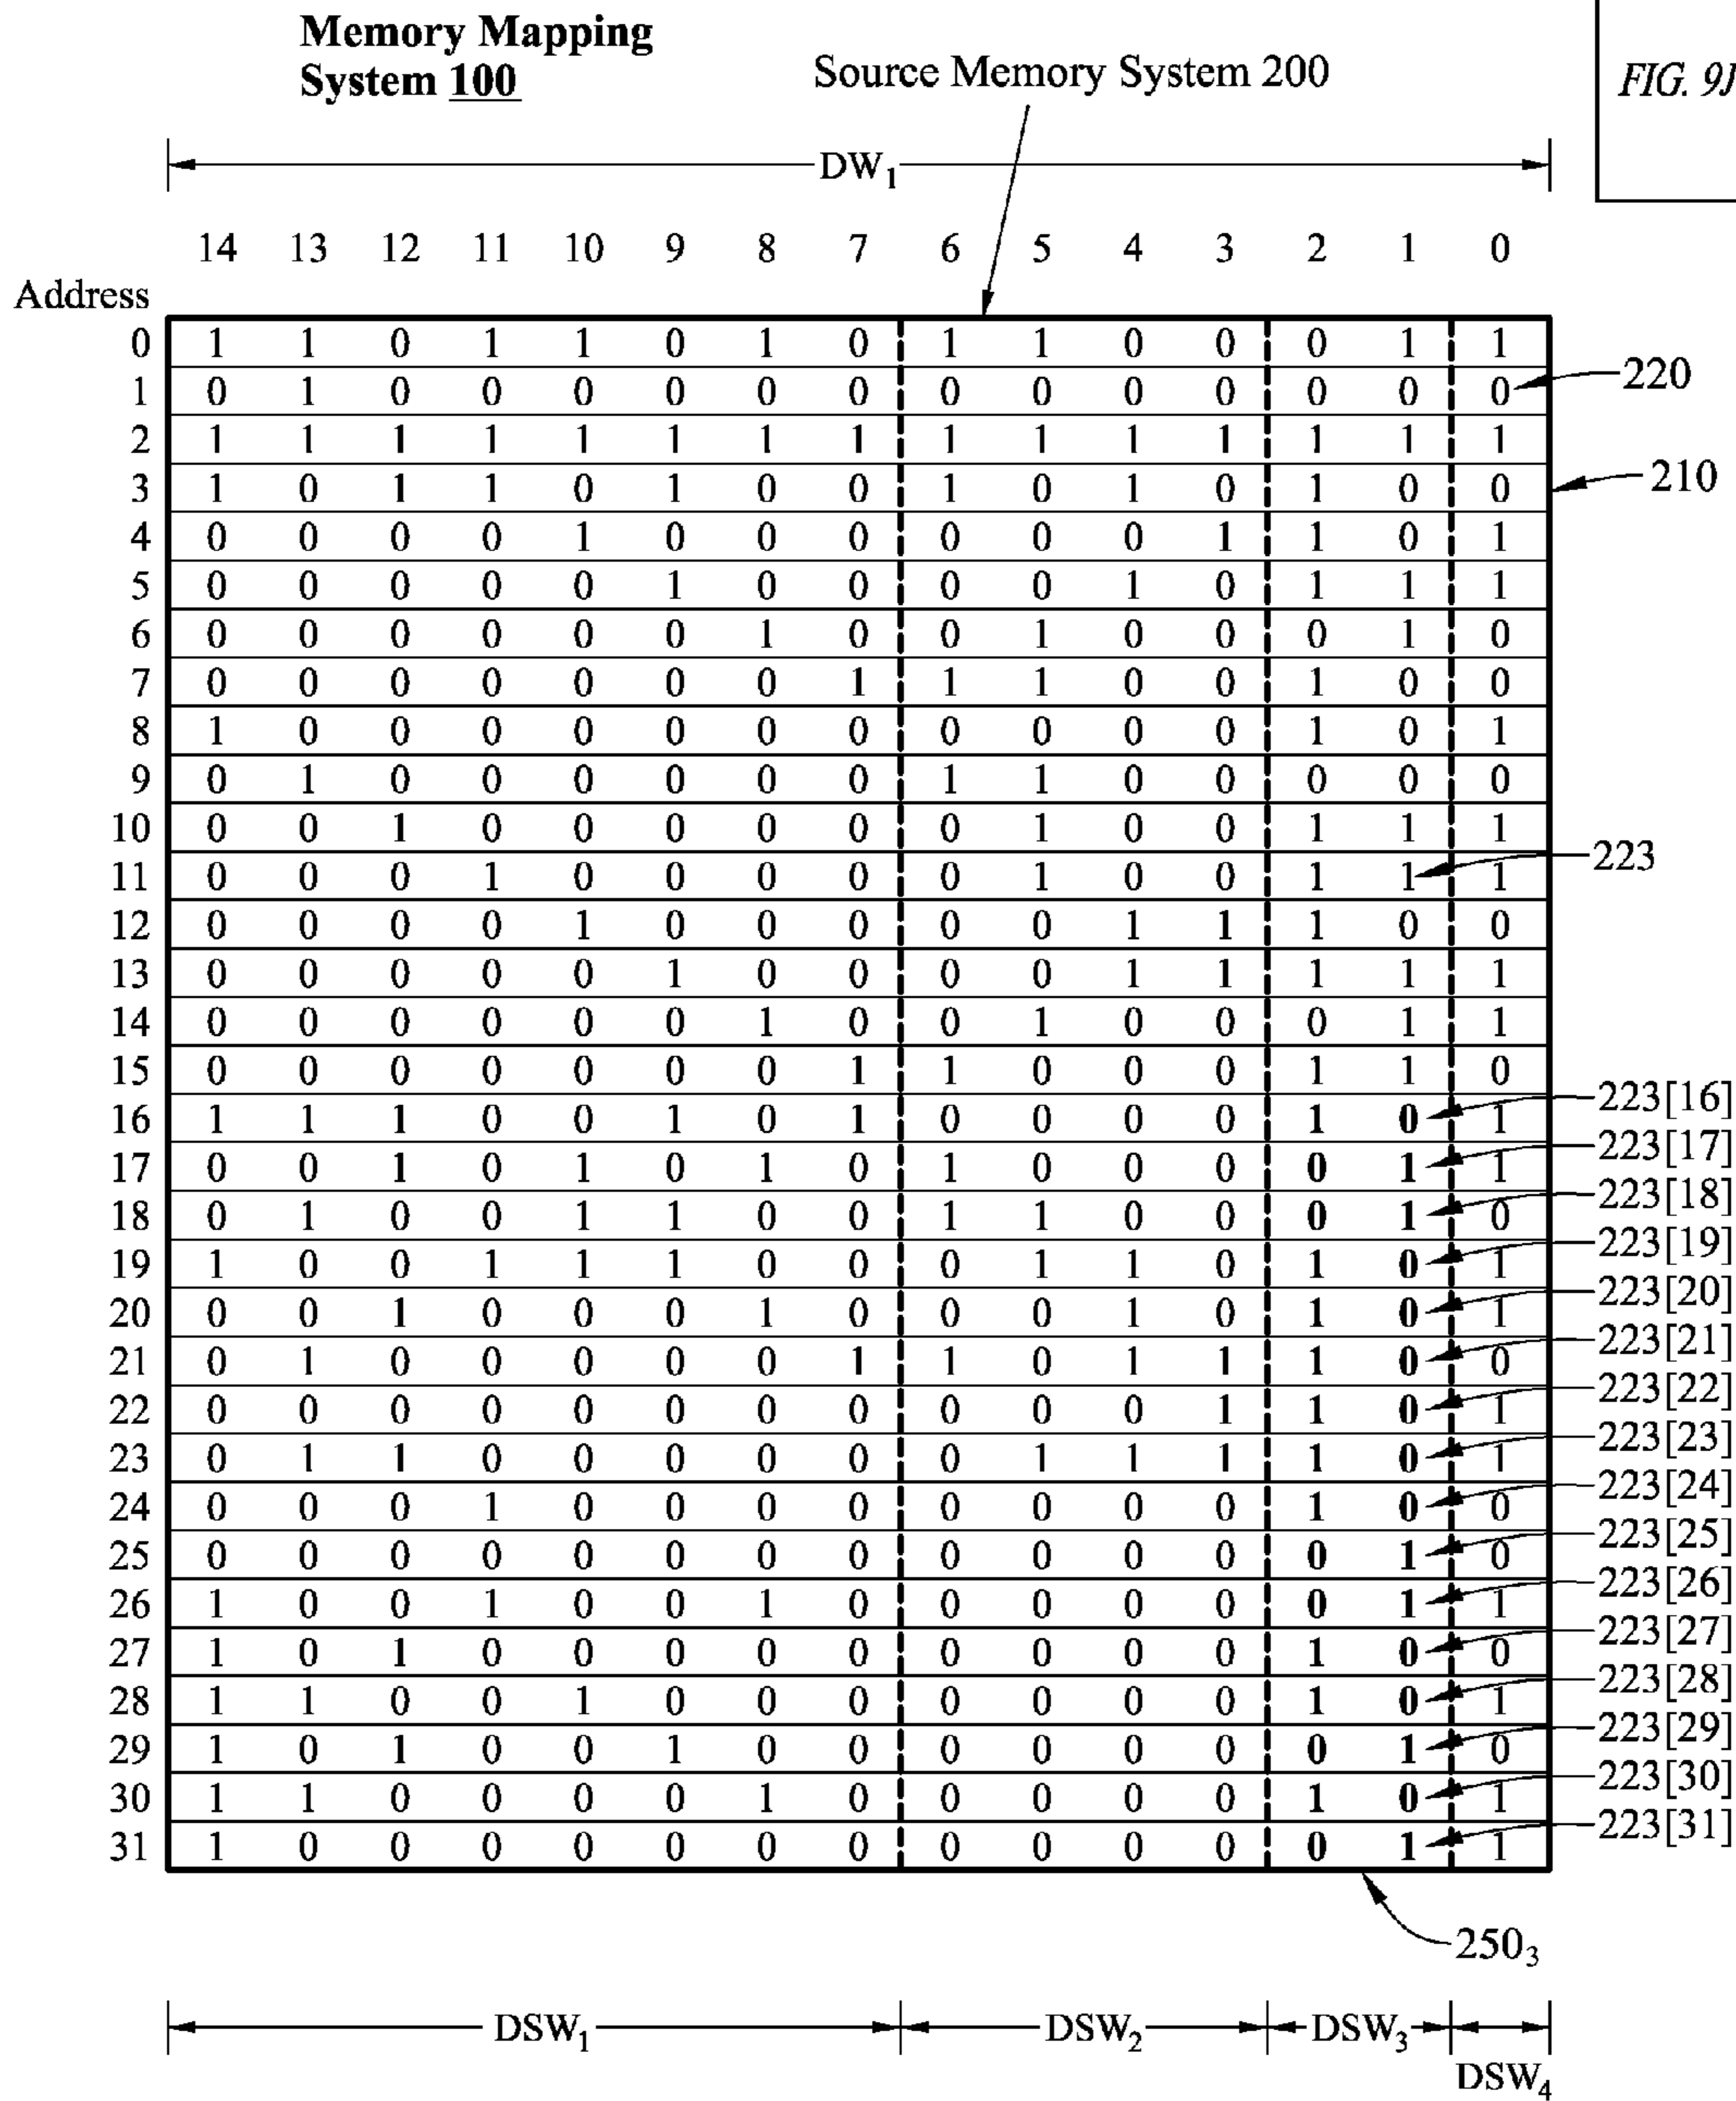 Memory Mapping
System 100
Source Memory System 200
FIG. 9J
DW1
14 13 12 11 10 9 8 7 6 5 4 3 2 1 0
Address
0 1 1 0 1 1 0 1 0 1 1 0 0 0 1 1
1 0 1 0 0 0 0 0 0 0 0 0 0 0 0 0
220
2 1 1 1 1 1 1 1 1 1 1 1 1 1 1 1
3 1 0 1 1 0 1 0 0 1 0 1 0 1 0 0
210
4 0 0 0 0 1 0 0 0 0 0 0 1 1 0 1
5 0 0 0 0 0 1 0 0 0 0 1 0 1 1 1
6 0 0 0 0 0 0 1 0 0 1 0 0 0 1 0
7 0 0 0 0 0 0 0 1 1 1 0 0 1 0 0
8 1 0 0 0 0 0 0 0 0 0 0 0 1 0 1
9 0 1 0 0 0 0 0 0 1 1 0 0 0 0 0
10 0 0 1 0 0 0 0 0 0 1 0 0 1 1 1
11 0 0 0 1 0 0 0 0 0 1 0 0 1 1 1
223
12 0 0 0 0 1 0 0 0 0 0 1 1 1 0 0
13 0 0 0 0 0 1 0 0 0 0 1 1 1 1 1
14 0 0 0 0 0 0 1 0 0 1 0 0 0 1 1
15 0 0 0 0 0 0 0 1 1 0 0 0 1 1 0
16 1 1 1 0 0 1 0 1 0 0 0 0 1 0 1
223[16]
17 0 0 1 0 1 0 1 0 1 0 0 0 0 1 1
223[17]
18 0 1 0 0 1 1 0 0 1 1 0 0 0 1 0
223[18]
19 1 0 0 1 1 1 0 0 0 1 1 0 1 0 1
223[19]
20 0 0 1 0 0 0 1 0 0 0 1 0 1 0 1
223[20]
21 0 1 0 0 0 0 0 1 1 0 1 1 1 0 0
223[21]
22 0 0 0 0 0 0 0 0 0 0 0 1 1 0 1
223[22]
23 0 1 1 0 0 0 0 0 0 1 1 1 1 0 1
223[23]
24 0 0 0 1 0 0 0 0 0 0 0 0 1 0 0
223[24]
25 0 0 0 0 0 0 0 0 0 0 0 0 0 1 0
223[25]
26 1 0 0 1 0 0 1 0 0 0 0 0 0 1 1
223[26]
27 1 0 1 0 0 0 0 0 0 0 0 0 1 0 0
223[27]
28 1 1 0 0 1 0 0 0 0 0 0 0 1 0 1
223[28]
29 1 0 1 0 0 1 0 0 0 0 0 0 0 1 0
223[29]
30 1 1 0 0 0 0 1 0 0 0 0 0 1 0 1
223[30]
31 1 0 0 0 0 0 0 0 0 0 0 0 0 1 1
223[31]
2503
DSW1 DSW2 DSW3
DSW4